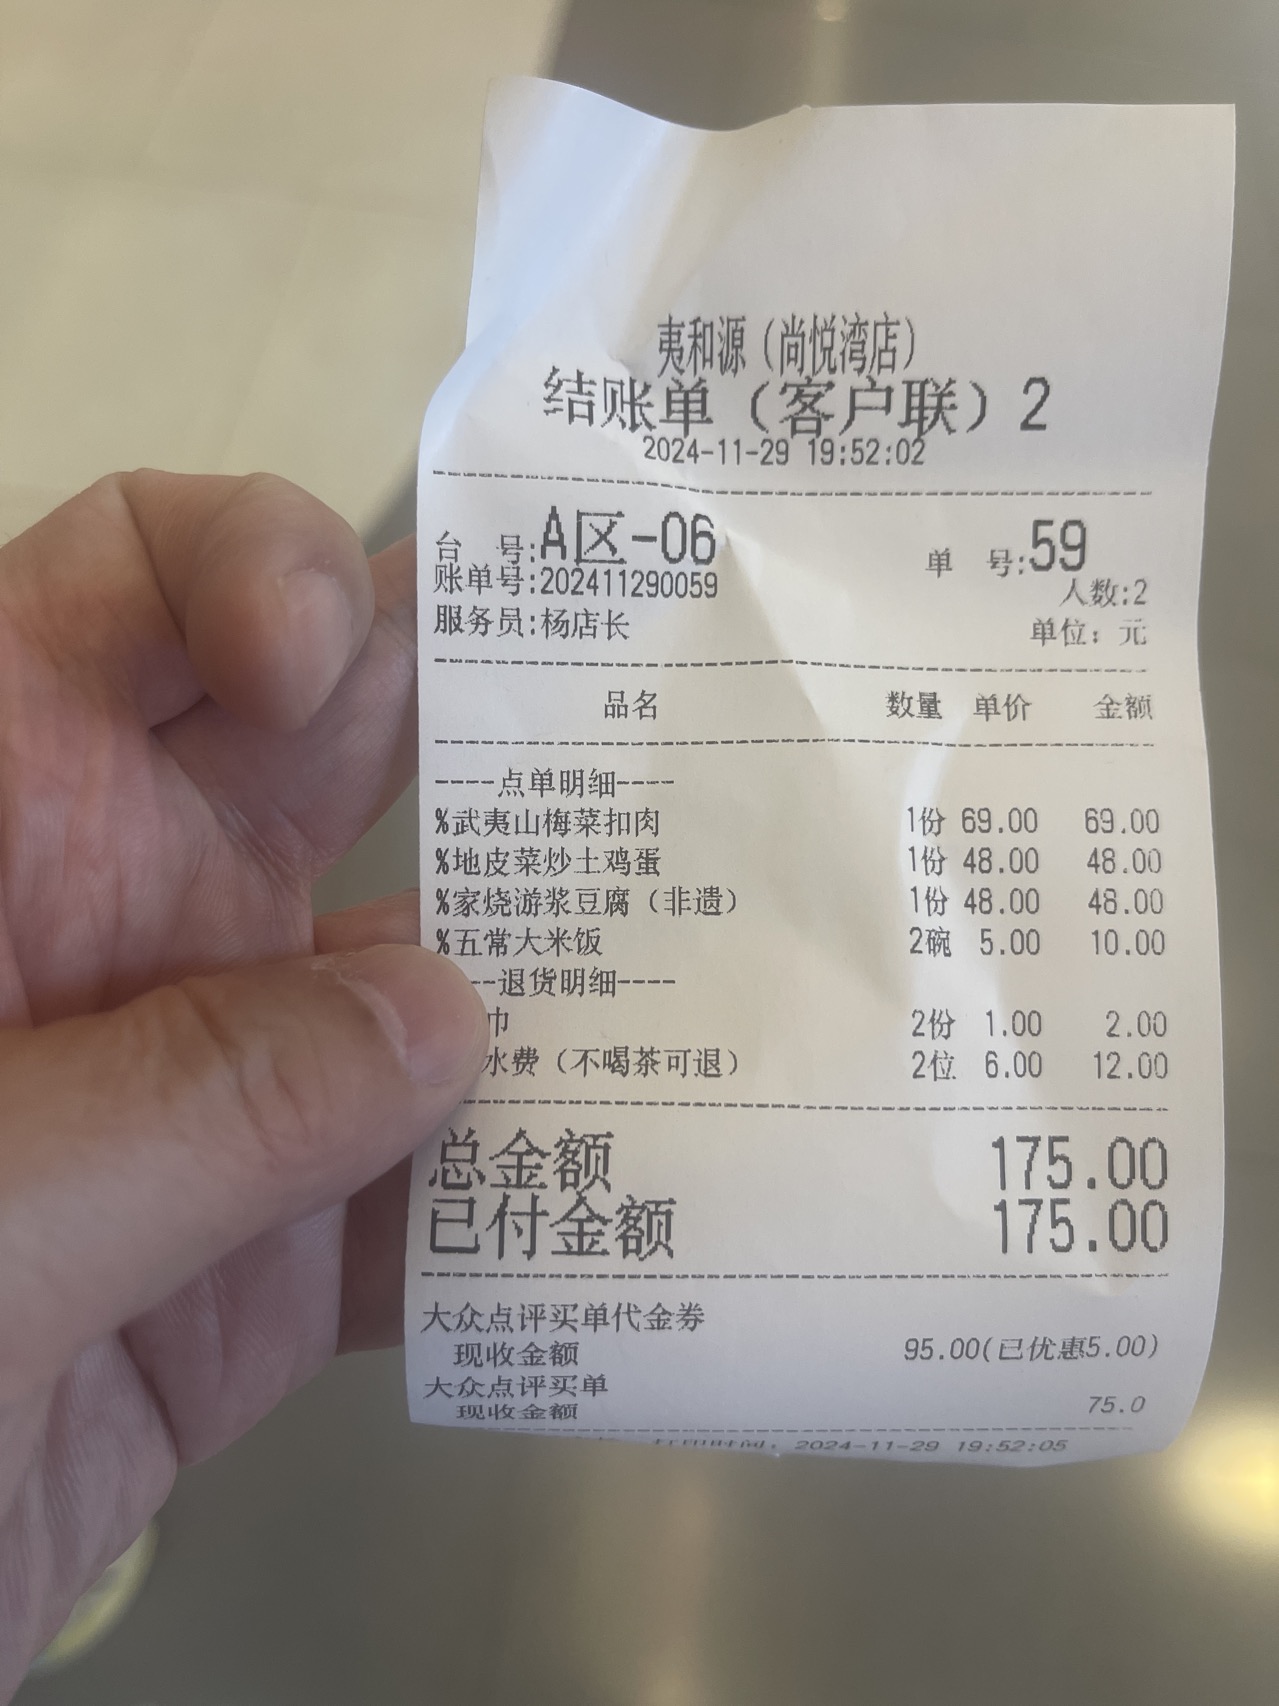 夷和源（尚悦湾店）
结账单（客户联）2
2024-11-29 19:52:02
台 号:A区-06 单 号:59
账单号:202411290059 人数:2
服务员:杨店长 单位：元
品名 数量 单价 金额
----点单明细----
%武夷山梅菜扣肉 1份 69.00 69.00
%地皮菜炒土鸡蛋 1份 48.00 48.00
%家烧游浆豆腐（非遗） 1份 48.00 48.00
%五常大米饭 2碗 5.00 10.00
--退货明细----
巾 2份 1.00 2.00
水费（不喝茶可退） 2位 6.00 12.00
总金额 175.00
已付金额 175.00
大众点评买单代金券
现收金额 95.00(已优惠5.00)
大众点评买单
现收金额 75.0
打印时间：2024-11-29 19:52:05